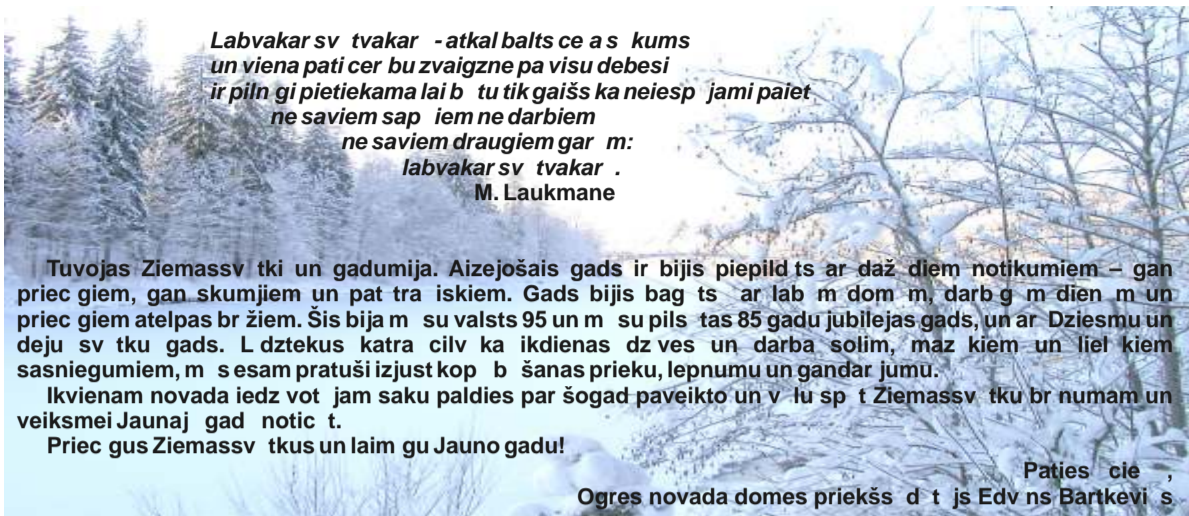 Labvakar sv tvakar - atkal balts ce a s kums
un viena pati cer bu zvaigzne pa visu debesi
ir piln gi pietiekama lai b tu tik gaišs ka neiesp jami paiet
ne saviem sap iem ne darbiem
ne saviem draugiem gar m:
labvakar sv tvakar .
M. Laukmane
Tuvojas Ziemassv tki un gadumija. Aizejošais gads ir bijis piepild ts ar daž diem notikumiem – gan
priec giem, gan skumjiem un pat tra iskiem. Gads bijis bag ts ar lab m dom m, darb g m dien m un
priec giem atelpas br žiem. Šis bija m su valsts 95 un m su pils tas 85 gadu jubilejas gads, un ar Dziesmu un
deju sv tku gads. L dztekus katra cilv ka ikdienas dz ves un darba solim, maz kiem un liel kiem
sasniegumiem, m s esam pratuši izjust kop b šanas prieku, lepnumu un gandar jumu.
Ikvienam novada iedz vot jam saku paldies par šogad paveikto un v lu sp t Ziemassv tku br numam un
veiksmei Jaunaj gad notic t.
Priec gus Ziemassv tkus un laim gu Jauno gadu!
Paties cie ,
Ogres novada domes priekšs d t js Edv ns Bartkevi s